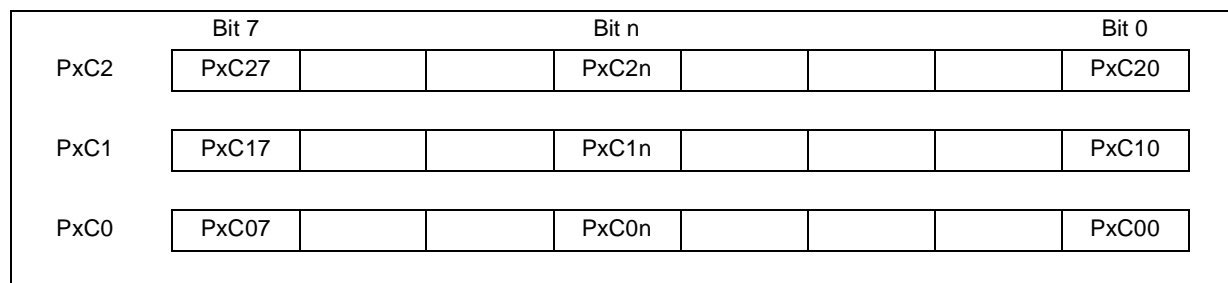 Bit 7 Bit n Bit 0
PxC2 PxC27 PxC2n PxC20
PxC1 PxC17 PxC1n PxC10
PxC0 PxC07 PxC0n PxC00